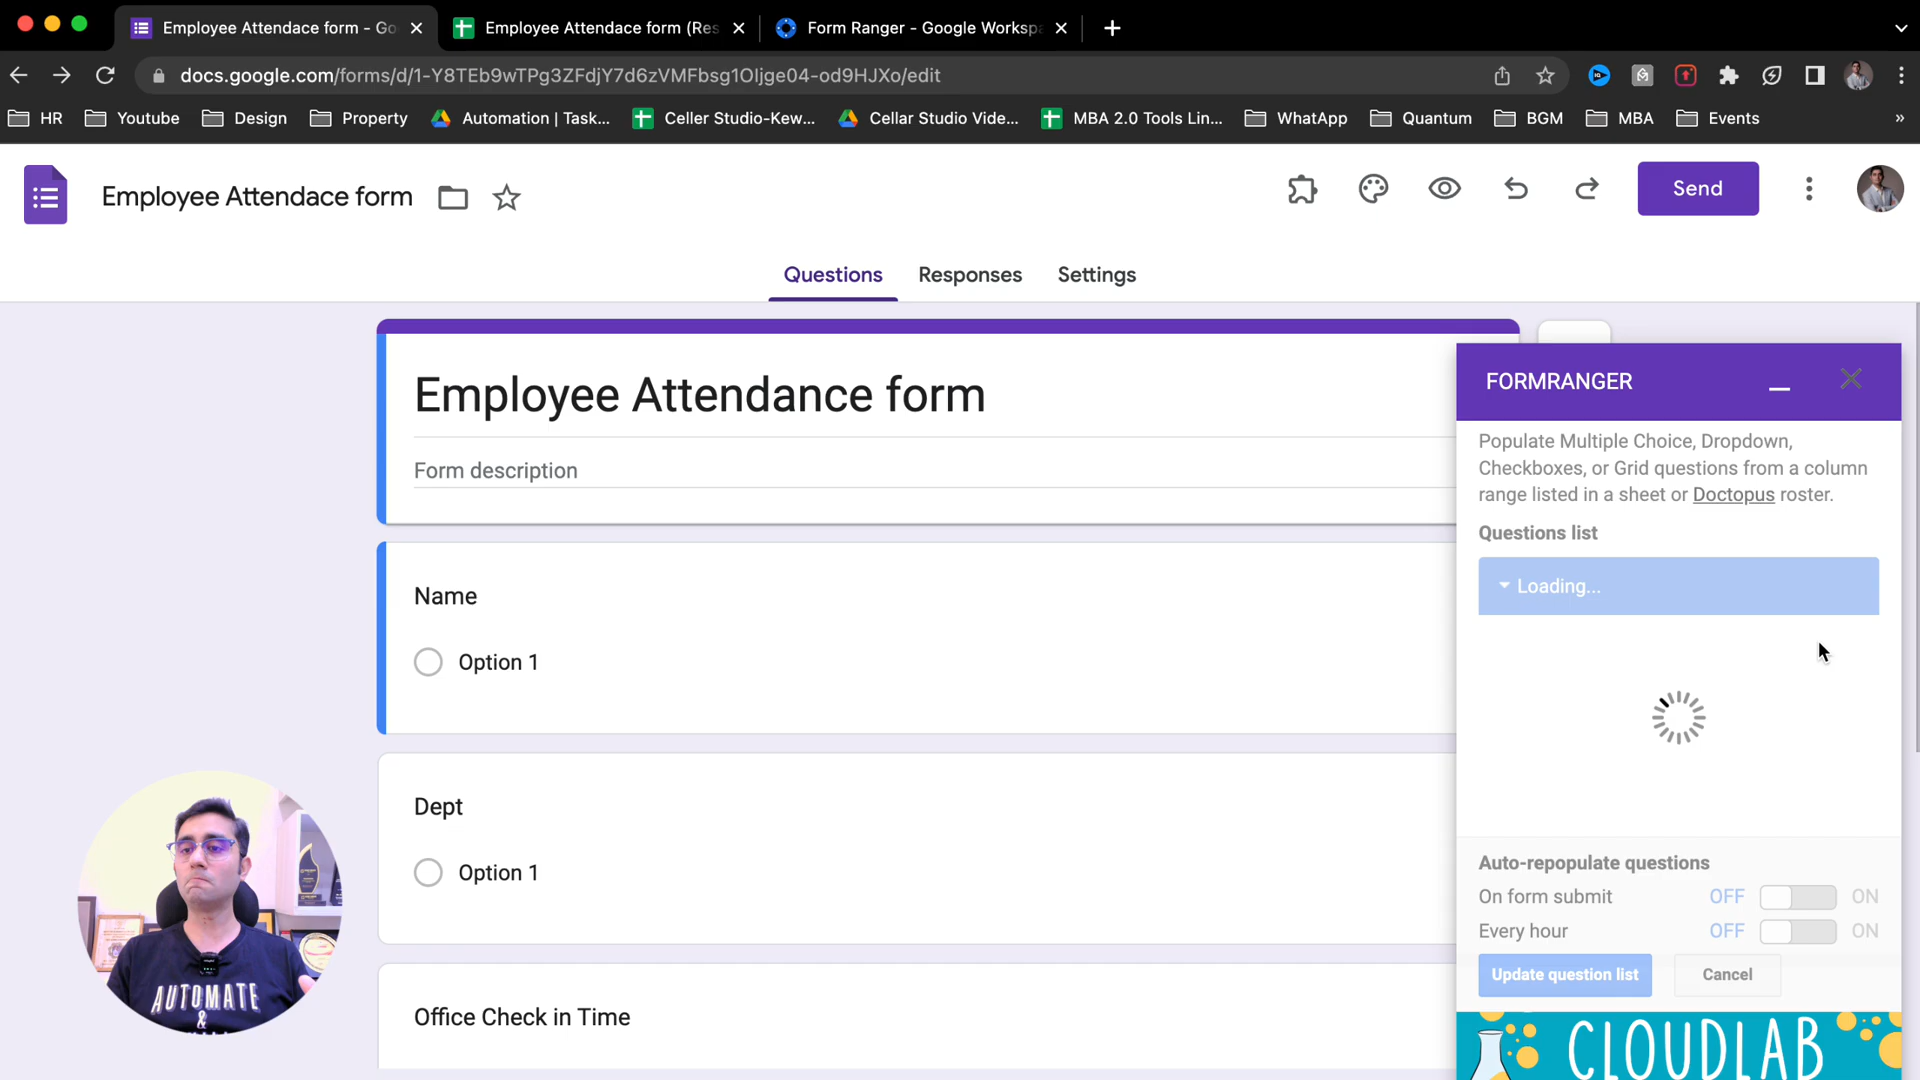 Employee Attendace form - Go
Employee Attendace form (Res
Form Ranger - Google Worksp
docs.google.com/forms/d/1-Y8TEb9wTPg3ZFdjY7d6zVMFbsg1OIjge04-od9HJXo/edit
HR
Youtube
Design
Property
Automation | Task...
Celler Studio-Kew...
Cellar Studio Vide...
MBA 2.0 Tools Lin...
WhatApp
Quantum
BGM
MBA
Events
»
Employee Attendace form
Send
Questions
Responses
Settings
Employee Attendance form
Form description
Name
Option 1
Dept
Option 1
Office Check in Time
FORMRANGER
Populate Multiple Choice, Dropdown,
Checkboxes, or Grid questions from a column
range listed in a sheet or Doctopus roster.
Questions list
Loading...
Auto-repopulate questions
On form submit OFF ON
Every hour OFF ON
Update question list
Cancel
CLOUDLAB
AUTOMATE
&